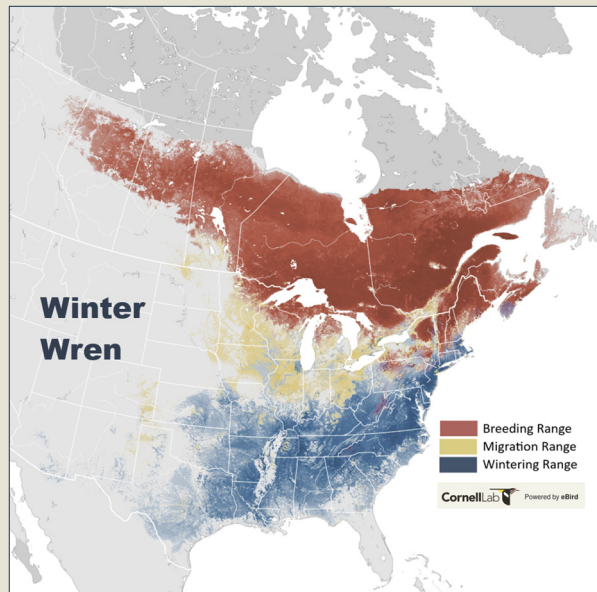 Winter
Wren
Breeding Range
Migration Range
Wintering Range
CornellLab Powered by eBird